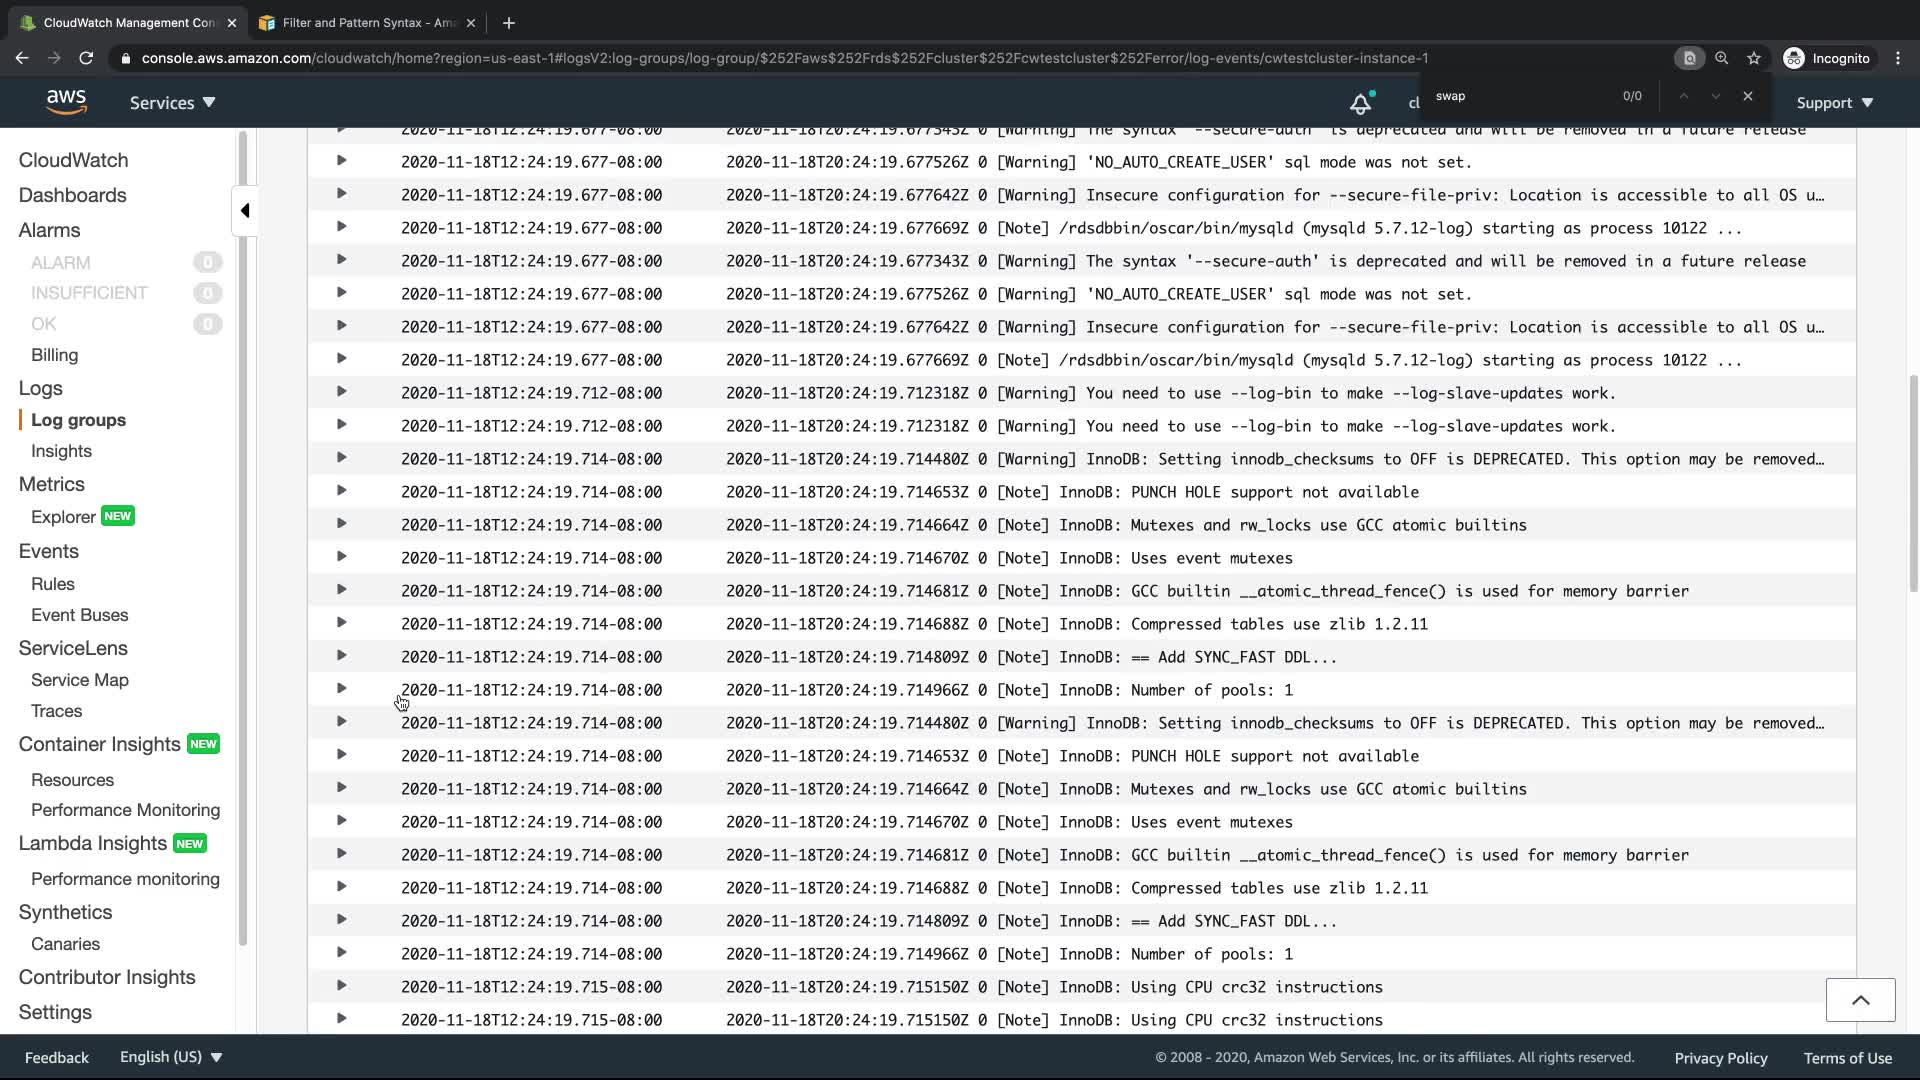 CloudWatch Management Con
Filter and Pattern Syntax - Am
console.aws.amazon.com/cloudwatch/home?region=us-east-1#logsV2:log-groups/log-group/$252Faws$252Frds$252Fcluster$252Fcwtestcluster$252Ferror/log-events/cwtestcluster-instance-1
Incognito
aws
Services
cl
swap
0/0
Support
CloudWatch
Dashboards
Alarms
ALARM 0
INSUFFICIENT 0
OK 0
Billing
Logs
Log groups
Insights
Metrics
Explorer NEW
Events
Rules
Event Buses
ServiceLens
Service Map
Traces
Container Insights NEW
Resources
Performance Monitoring
Lambda Insights NEW
Performance monitoring
Synthetics
Canaries
Contributor Insights
Settings
2020-11-18T12:24:19.677-08:00 2020-11-18T20:24:19.677343Z 0 [Warning] The syntax '--secure-auth' is deprecated and will be removed in a future release
2020-11-18T12:24:19.677-08:00 2020-11-18T20:24:19.677526Z 0 [Warning] 'NO_AUTO_CREATE_USER' sql mode was not set.
2020-11-18T12:24:19.677-08:00 2020-11-18T20:24:19.677642Z 0 [Warning] Insecure configuration for --secure-file-priv: Location is accessible to all OS u…
2020-11-18T12:24:19.677-08:00 2020-11-18T20:24:19.677669Z 0 [Note] /rdsdbbin/oscar/bin/mysqld (mysqld 5.7.12-log) starting as process 10122 ...
2020-11-18T12:24:19.677-08:00 2020-11-18T20:24:19.677343Z 0 [Warning] The syntax '--secure-auth' is deprecated and will be removed in a future release
2020-11-18T12:24:19.677-08:00 2020-11-18T20:24:19.677526Z 0 [Warning] 'NO_AUTO_CREATE_USER' sql mode was not set.
2020-11-18T12:24:19.677-08:00 2020-11-18T20:24:19.677642Z 0 [Warning] Insecure configuration for --secure-file-priv: Location is accessible to all OS u…
2020-11-18T12:24:19.677-08:00 2020-11-18T20:24:19.677669Z 0 [Note] /rdsdbbin/oscar/bin/mysqld (mysqld 5.7.12-log) starting as process 10122 ...
2020-11-18T12:24:19.712-08:00 2020-11-18T20:24:19.712318Z 0 [Warning] You need to use --log-bin to make --log-slave-updates work.
2020-11-18T12:24:19.712-08:00 2020-11-18T20:24:19.712318Z 0 [Warning] You need to use --log-bin to make --log-slave-updates work.
2020-11-18T12:24:19.714-08:00 2020-11-18T20:24:19.714480Z 0 [Warning] InnoDB: Setting innodb_checksums to OFF is DEPRECATED. This option may be removed…
2020-11-18T12:24:19.714-08:00 2020-11-18T20:24:19.714653Z 0 [Note] InnoDB: PUNCH HOLE support not available
2020-11-18T12:24:19.714-08:00 2020-11-18T20:24:19.714664Z 0 [Note] InnoDB: Mutexes and rw_locks use GCC atomic builtins
2020-11-18T12:24:19.714-08:00 2020-11-18T20:24:19.714670Z 0 [Note] InnoDB: Uses event mutexes
2020-11-18T12:24:19.714-08:00 2020-11-18T20:24:19.714681Z 0 [Note] InnoDB: GCC builtin __atomic_thread_fence() is used for memory barrier
2020-11-18T12:24:19.714-08:00 2020-11-18T20:24:19.714688Z 0 [Note] InnoDB: Compressed tables use zlib 1.2.11
2020-11-18T12:24:19.714-08:00 2020-11-18T20:24:19.714809Z 0 [Note] InnoDB: == Add SYNC_FAST DDL...
2020-11-18T12:24:19.714-08:00 2020-11-18T20:24:19.714966Z 0 [Note] InnoDB: Number of pools: 1
2020-11-18T12:24:19.714-08:00 2020-11-18T20:24:19.714480Z 0 [Warning] InnoDB: Setting innodb_checksums to OFF is DEPRECATED. This option may be removed…
2020-11-18T12:24:19.714-08:00 2020-11-18T20:24:19.714653Z 0 [Note] InnoDB: PUNCH HOLE support not available
2020-11-18T12:24:19.714-08:00 2020-11-18T20:24:19.714664Z 0 [Note] InnoDB: Mutexes and rw_locks use GCC atomic builtins
2020-11-18T12:24:19.714-08:00 2020-11-18T20:24:19.714670Z 0 [Note] InnoDB: Uses event mutexes
2020-11-18T12:24:19.714-08:00 2020-11-18T20:24:19.714681Z 0 [Note] InnoDB: GCC builtin __atomic_thread_fence() is used for memory barrier
2020-11-18T12:24:19.714-08:00 2020-11-18T20:24:19.714688Z 0 [Note] InnoDB: Compressed tables use zlib 1.2.11
2020-11-18T12:24:19.714-08:00 2020-11-18T20:24:19.714809Z 0 [Note] InnoDB: == Add SYNC_FAST DDL...
2020-11-18T12:24:19.714-08:00 2020-11-18T20:24:19.714966Z 0 [Note] InnoDB: Number of pools: 1
2020-11-18T12:24:19.715-08:00 2020-11-18T20:24:19.715150Z 0 [Note] InnoDB: Using CPU crc32 instructions
2020-11-18T12:24:19.715-08:00 2020-11-18T20:24:19.715150Z 0 [Note] InnoDB: Using CPU crc32 instructions
Feedback
English (US)
© 2008 - 2020, Amazon Web Services, Inc. or its affiliates. All rights reserved.
Privacy Policy
Terms of Use